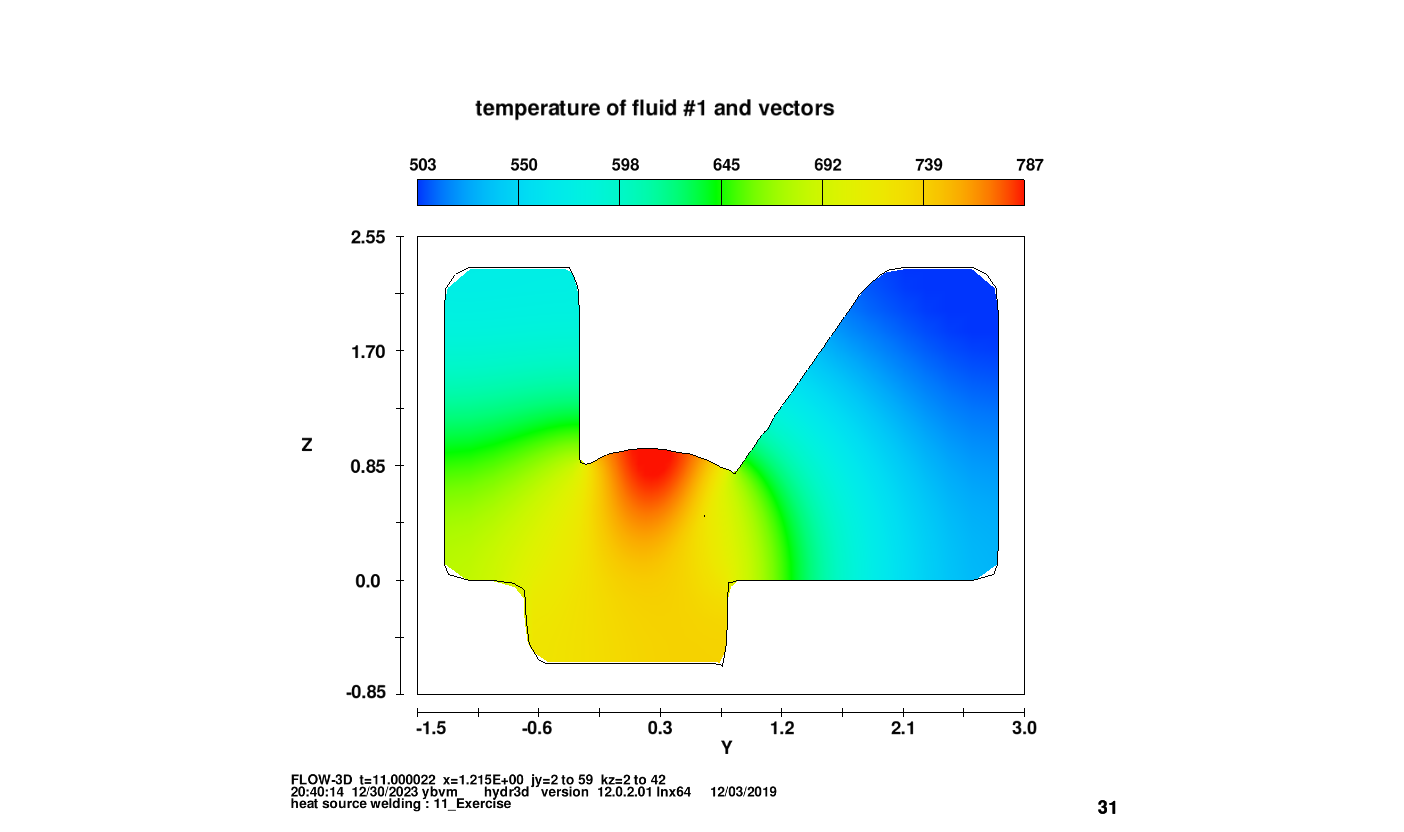 temperature of fluid #1 and vectors
503 550 598 645 692 739 787
2.55
1.70
Z
0.85
0.0
-0.85
-1.5 -0.6 0.3 1.2 2.1 3.0
Y
FLOW-3D t=11.000022 x=1.215E+00 jy=2 to 59 kz=2 to 42
20:40:14 12/30/2023 ybvm hydr3d version 12.0.2.01 lnx64 12/03/2019
heat source welding : 11_Exercise
31